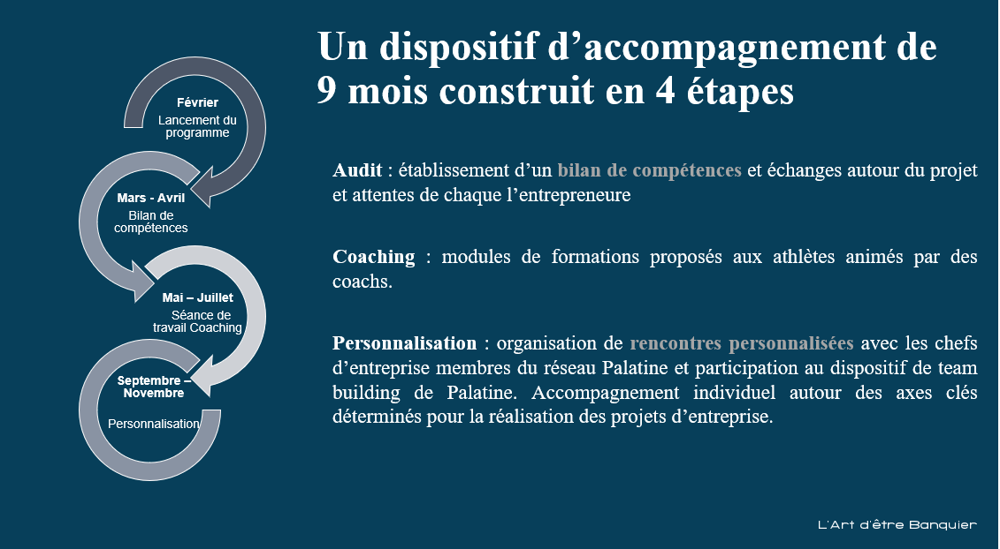 Un dispositif d’accompagnement de
9 mois construit en 4 étapes
Février
Lancement du
programme
Mars - Avril
Bilan de
compétences
Mai – Juillet
Séance de
travail Coaching
Septembre –
Novembre
Personnalisation
Audit : établissement d’un bilan de compétences et échanges autour du projet
et attentes de chaque l’entrepreneure
Coaching : modules de formations proposés aux athlètes animés par des
coachs.
Personnalisation : organisation de rencontres personnalisées avec les chefs
d’entreprise membres du réseau Palatine et participation au dispositif de team
building de Palatine. Accompagnement individuel autour des axes clés
déterminés pour la réalisation des projets d’entreprise.
L'Art d'être Banquier